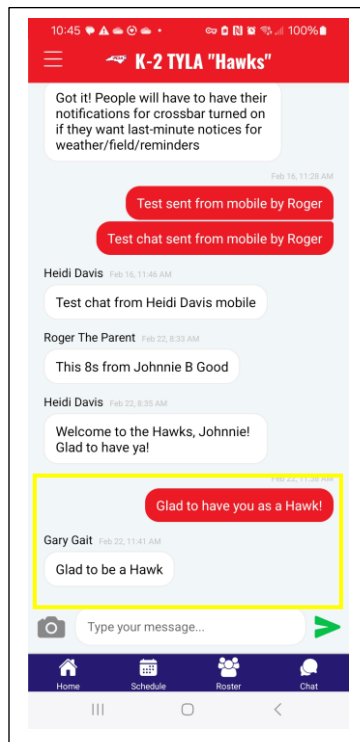 10:45
100%
K-2 TYLA "Hawks"
Got it! People will have to have their
notifications for crossbar turned on
if they want last-minute notices for
weather/field/reminders
Feb 16, 11:28 AM
Test sent from mobile by Roger
Test chat sent from mobile by Roger
Heidi Davis Feb 16, 11:46 AM
Test chat from Heidi Davis mobile
Roger The Parent Feb 22, 8:33 AM
This 8s from Johnnie B Good
Heidi Davis Feb 22, 8:35 AM
Welcome to the Hawks, Johnnie!
Glad to have ya!
Feb 22, 11:38 AM
Glad to have you as a Hawk!
Gary Gait Feb 22, 11:41 AM
Glad to be a Hawk
Type your message...
Home Schedule Roster Chat